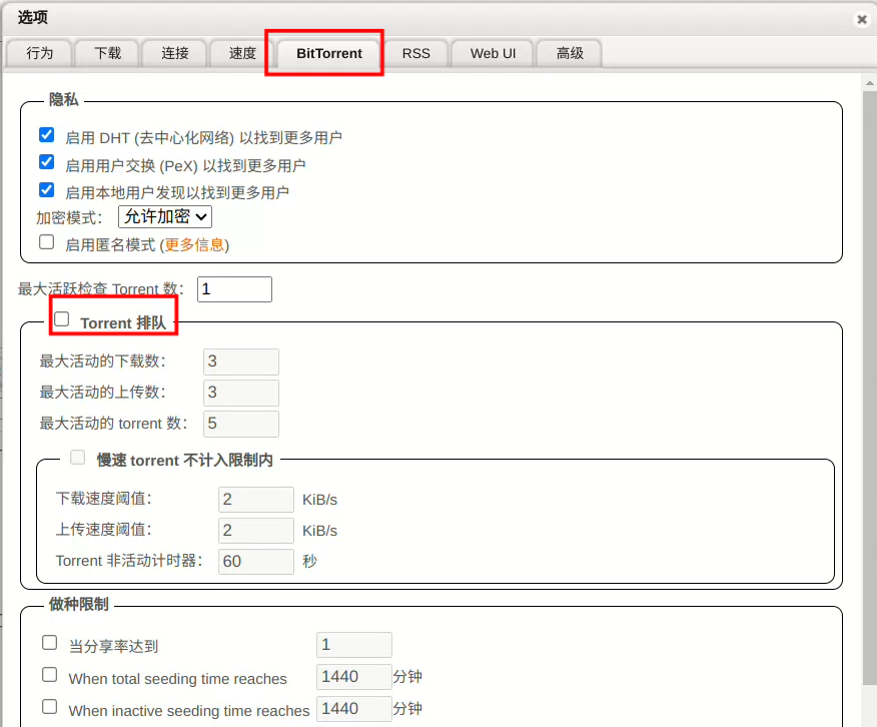 选项
行为 下载 连接 速度 BitTorrent RSS Web UI 高级
隐私
启用 DHT (去中心化网络) 以找到更多用户
启用用户交换 (PeX) 以找到更多用户
启用本地用户发现以找到更多用户
加密模式： 允许加密
启用匿名模式 (更多信息)
最大活跃检查 Torrent 数： 1
Torrent 排队
最大活动的下载数： 3
最大活动的上传数： 3
最大活动的 torrent 数： 5
慢速 torrent 不计入限制内
下载速度阈值： 2 KiB/s
上传速度阈值： 2 KiB/s
Torrent 非活动计时器： 60 秒
做种限制
当分享率达到 1
When total seeding time reaches 1440 分钟
When inactive seeding time reaches 1440 分钟